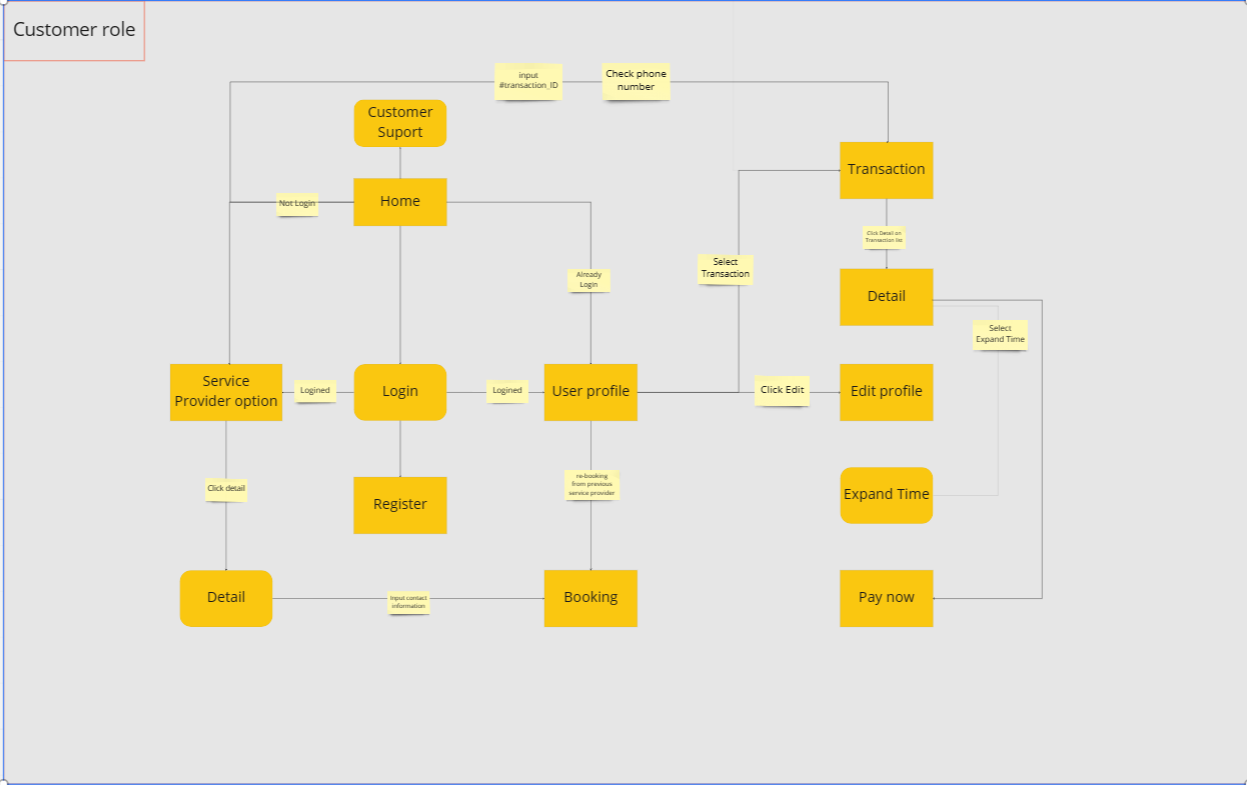 Customer role
input
#transaction_ID
Check phone
number
Customer
Suport
Transaction
Home
Not Login
Click Detail on
Transaction list
Select
Transaction
Already
Login
Detail
Select
Expand Time
Service
Provider option
Logined
Login
Logined
User profile
Click Edit
Edit profile
Click detail
re-booking
from previous
service provider
Register
Expand Time
Detail
Input contact
information
Booking
Pay now